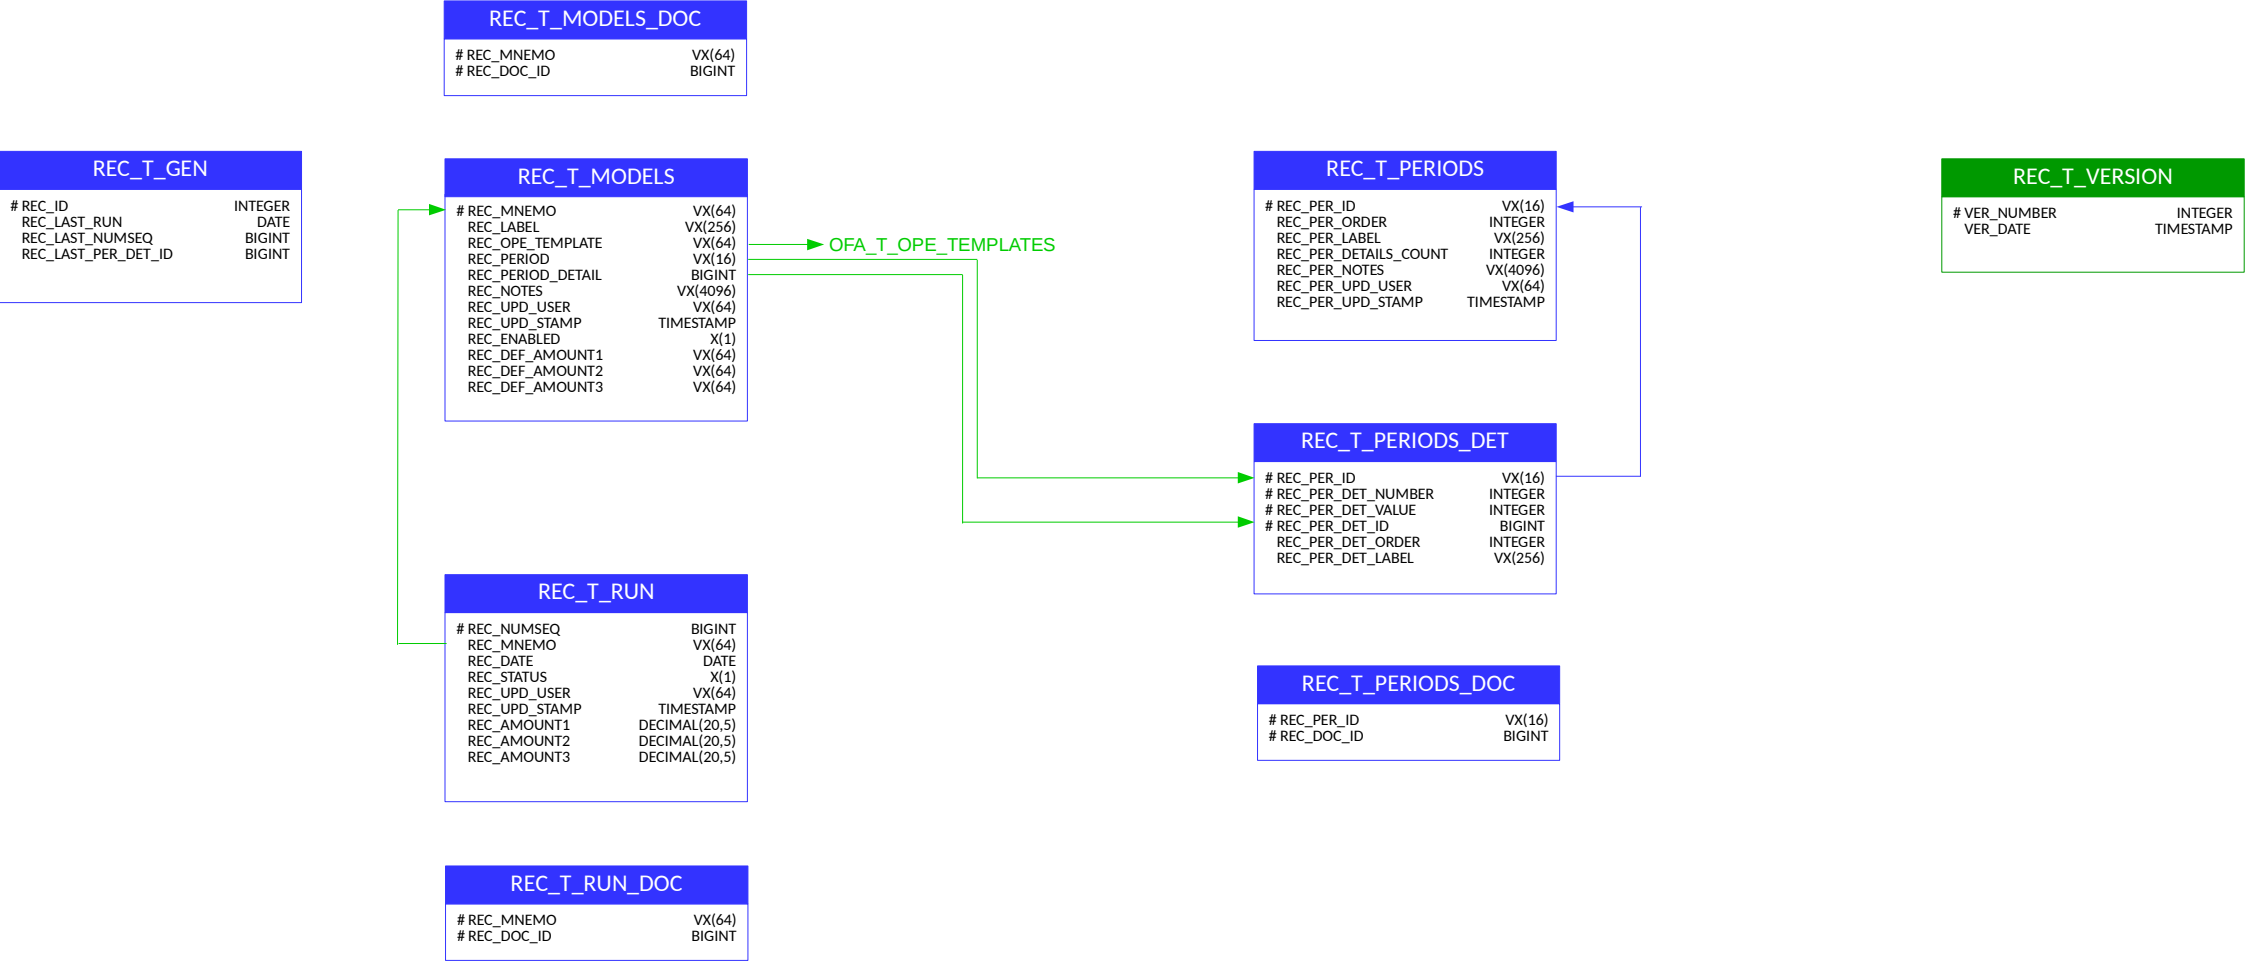 REC_T_MODELS_DOC
# REC_MNEMO VX(64)
# REC_DOC_ID BIGINT
REC_T_GEN
# REC_ID INTEGER
REC_LAST_RUN DATE
REC_LAST_NUMSEQ BIGINT
REC_LAST_PER_DET_ID BIGINT
REC_T_MODELS
# REC_MNEMO VX(64)
REC_LABEL VX(256)
REC_OPE_TEMPLATE VX(64)
REC_PERIOD VX(16)
REC_PERIOD_DETAIL BIGINT
REC_NOTES VX(4096)
REC_UPD_USER VX(64)
REC_UPD_STAMP TIMESTAMP
REC_ENABLED X(1)
REC_DEF_AMOUNT1 VX(64)
REC_DEF_AMOUNT2 VX(64)
REC_DEF_AMOUNT3 VX(64)
OFA_T_OPE_TEMPLATES
REC_T_PERIODS
# REC_PER_ID VX(16)
REC_PER_ORDER INTEGER
REC_PER_LABEL VX(256)
REC_PER_DETAILS_COUNT INTEGER
REC_PER_NOTES VX(4096)
REC_PER_UPD_USER VX(64)
REC_PER_UPD_STAMP TIMESTAMP
REC_T_VERSION
# VER_NUMBER INTEGER
VER_DATE TIMESTAMP
REC_T_PERIODS_DET
# REC_PER_ID VX(16)
# REC_PER_DET_NUMBER INTEGER
# REC_PER_DET_VALUE INTEGER
# REC_PER_DET_ID BIGINT
REC_PER_DET_ORDER INTEGER
REC_PER_DET_LABEL VX(256)
REC_T_RUN
# REC_NUMSEQ BIGINT
REC_MNEMO VX(64)
REC_DATE DATE
REC_STATUS X(1)
REC_UPD_USER VX(64)
REC_UPD_STAMP TIMESTAMP
REC_AMOUNT1 DECIMAL(20,5)
REC_AMOUNT2 DECIMAL(20,5)
REC_AMOUNT3 DECIMAL(20,5)
REC_T_PERIODS_DOC
# REC_PER_ID VX(16)
# REC_DOC_ID BIGINT
REC_T_RUN_DOC
# REC_MNEMO VX(64)
# REC_DOC_ID BIGINT